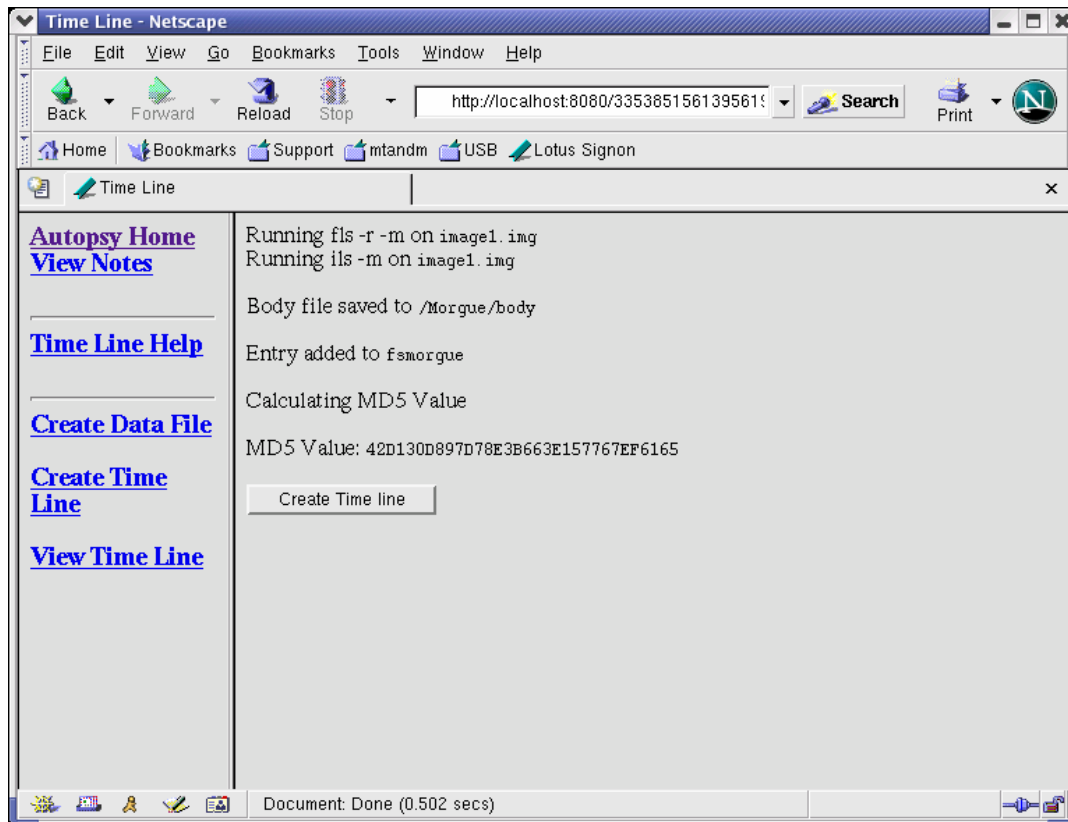 Time Line - Netscape
File Edit View Go Bookmarks Tools Window Help
Back Forward Reload Stop http://localhost:8080/3353851561395619 Search Print N
Home Bookmarks Support mtandm USB Lotus Signon
Time Line
Autopsy Home
View Notes
Time Line Help
Create Data File
Create Time
Line
View Time Line
Running fls -r -m on image1.img
Running ils -m on image1.img
Body file saved to /Morgue/body
Entry added to fsmorgue
Calculating MD5 Value
MD5 Value: 42D130D897D78E3B663E157767EF6165
Create Time line
Document: Done (0.502 secs)